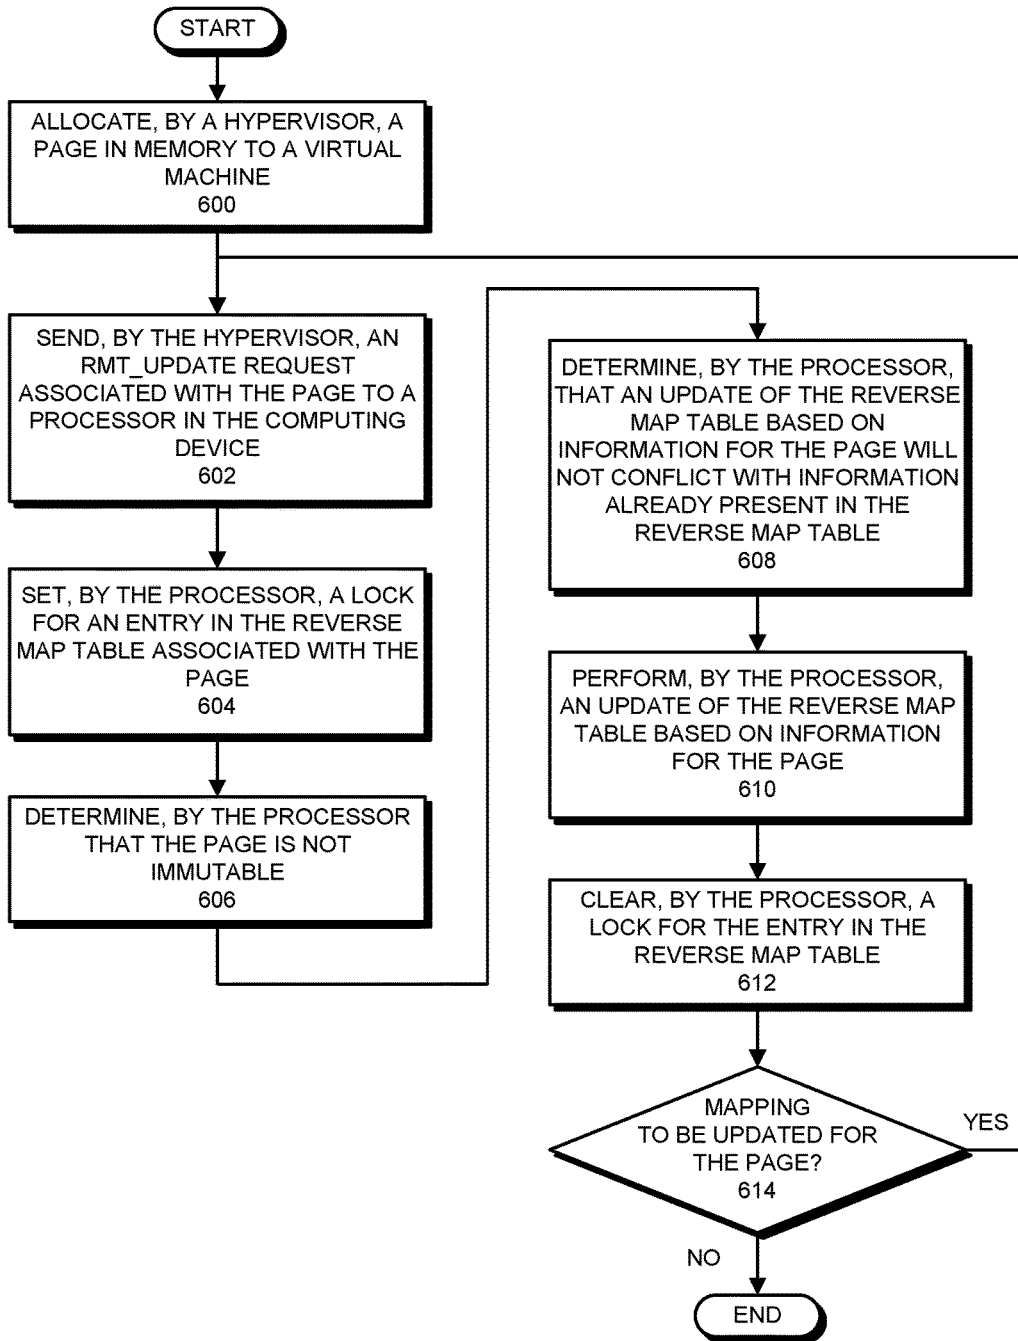 START
ALLOCATE, BY A HYPERVISOR, A
PAGE IN MEMORY TO A VIRTUAL
MACHINE
600
SEND, BY THE HYPERVISOR, AN
RMT_UPDATE REQUEST
ASSOCIATED WITH THE PAGE TO A
PROCESSOR IN THE COMPUTING
DEVICE
602
SET, BY THE PROCESSOR, A LOCK
FOR AN ENTRY IN THE REVERSE
MAP TABLE ASSOCIATED WITH THE
PAGE
604
DETERMINE, BY THE PROCESSOR
THAT THE PAGE IS NOT
IMMUTABLE
606
DETERMINE, BY THE PROCESSOR,
THAT AN UPDATE OF THE REVERSE
MAP TABLE BASED ON
INFORMATION FOR THE PAGE WILL
NOT CONFLICT WITH INFORMATION
ALREADY PRESENT IN THE
REVERSE MAP TABLE
608
PERFORM, BY THE PROCESSOR,
AN UPDATE OF THE REVERSE MAP
TABLE BASED ON INFORMATION
FOR THE PAGE
610
CLEAR, BY THE PROCESSOR, A
LOCK FOR THE ENTRY IN THE
REVERSE MAP TABLE
612
MAPPING
TO BE UPDATED FOR
THE PAGE?
614
YES
NO
END